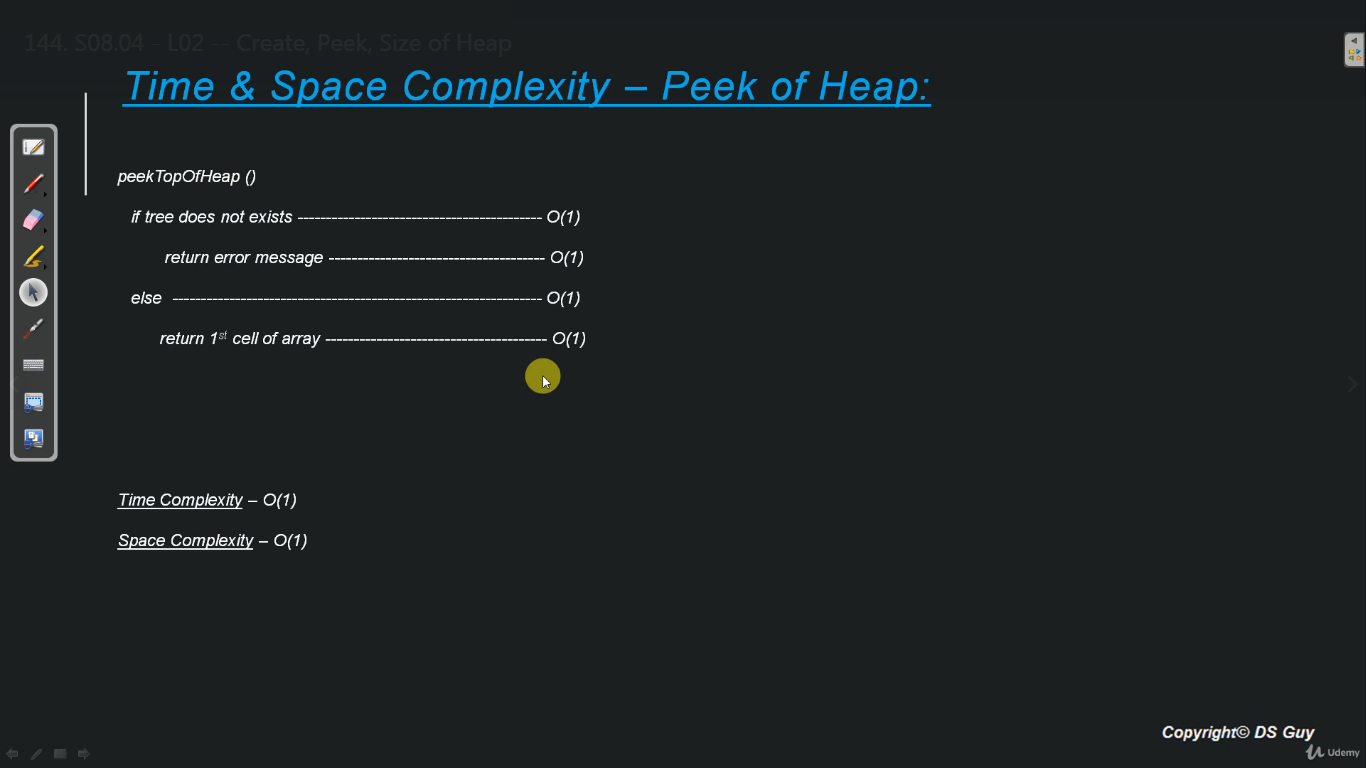 144. S08.04 - L02 -- Create, Peek, Size of Heap
Time & Space Complexity – Peek of Heap:
peekTopOfHeap ()
if tree does not exists ------------------------------------------- O(1)
return error message -------------------------------------- O(1)
else ----------------------------------------------------------------- O(1)
return 1st cell of array --------------------------------------- O(1)
Time Complexity – O(1)
Space Complexity – O(1)
Copyright© DS Guy
Udemy